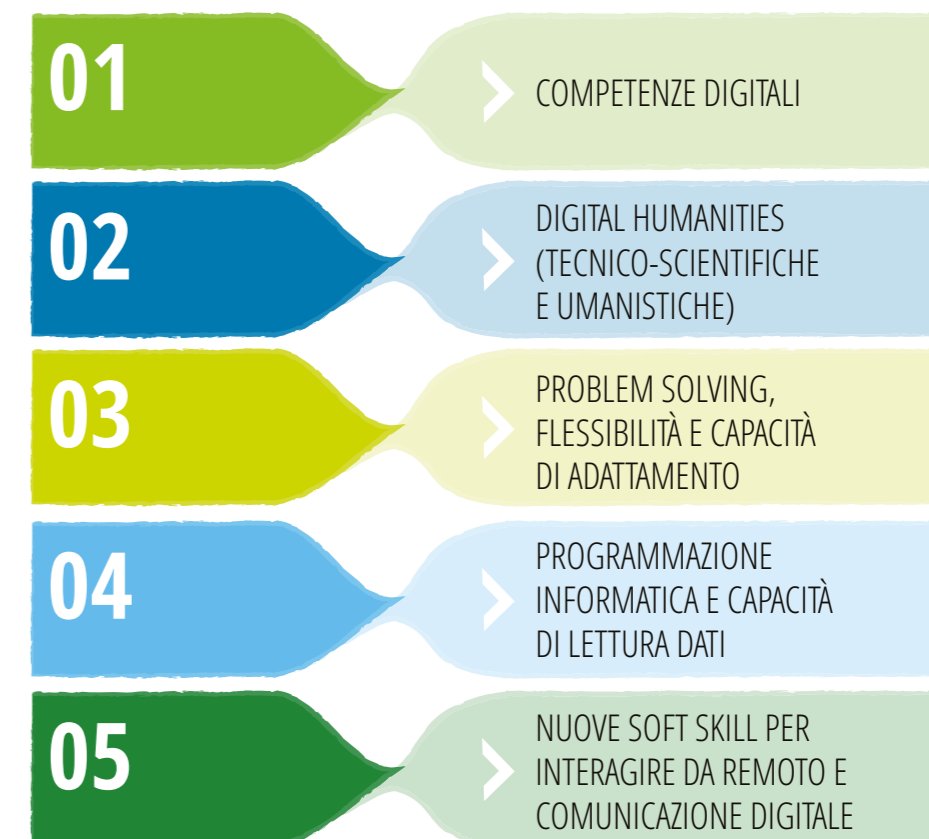 01
COMPETENZE DIGITALI
02
DIGITAL HUMANITIES
(TECNICO-SCIENTIFICHE
E UMANISTICHE)
03
PROBLEM SOLVING,
FLESSIBILITÀ E CAPACITÀ
DI ADATTAMENTO
04
PROGRAMMAZIONE
INFORMATICA E CAPACITÀ
DI LETTURA DATI
05
NUOVE SOFT SKILL PER
INTERAGIRE DA REMOTO E
COMUNICAZIONE DIGITALE